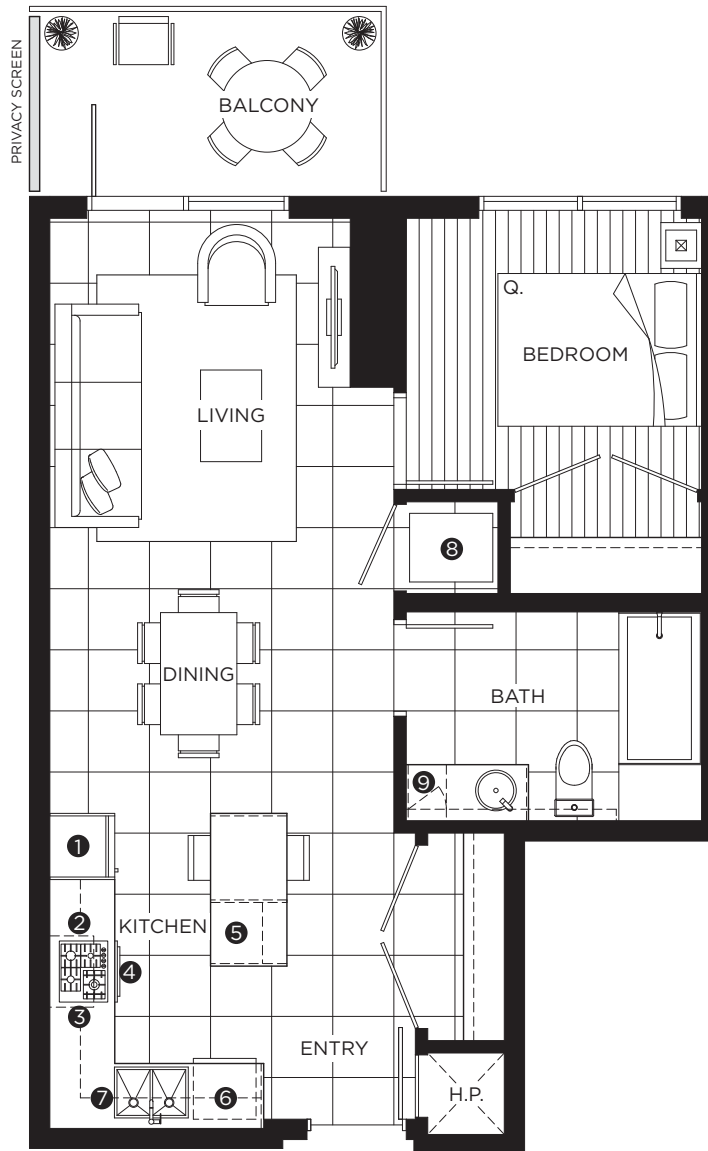 PRIVACY SCREEN
BALCONY
Q.
BEDROOM
LIVING
8
DINING
BATH
9
1
2
KITCHEN
5
4
3
ENTRY
7
6
H.P.